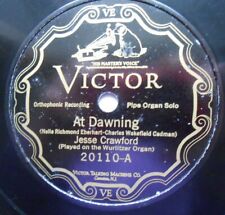 VE
"HIS MASTER'S VOICE"
VICTOR
Orthophonic Recording Pipe Organ Solo
At Dawning
(Nelle Richmond Eberhart-Charles Wakefield Cadman)
Jesse Crawford
(Played on the Wurlitzer Organ)
20110-A
VICTOR TALKING MACHINE CO.
Camden, N.J.
VE